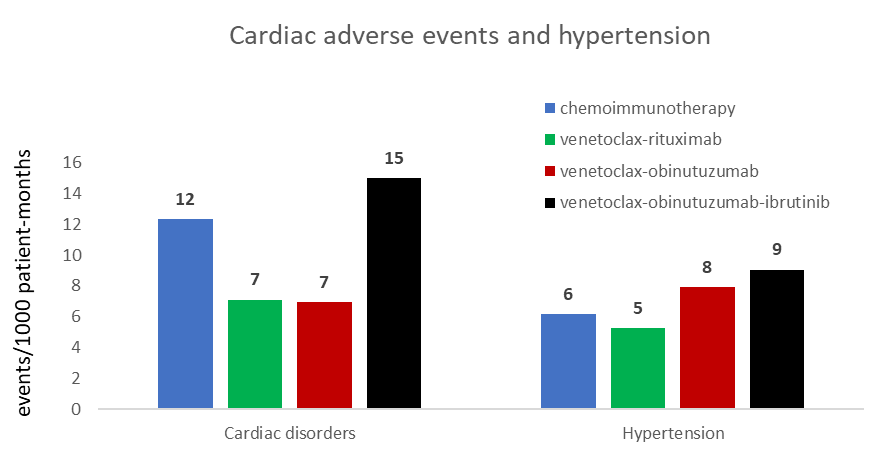 Cardiac adverse events and hypertension
chemoimmunotherapy
venetoclax-rituximab
venetoclax-obinutuzumab
venetoclax-obinutuzumab-ibrutinib
events/1000 patient-months
16
14
12
10
8
6
4
2
0
12
7
7
15
6
5
8
9
Cardiac disorders
Hypertension